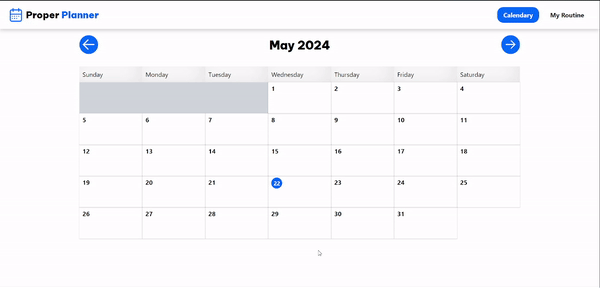 Proper Planner
Calendary My Routine
May 2024
Sunday Monday Tuesday Wednesday Thursday Friday Saturday
1 2 3 4
5 6 7 8 9 10 11
12 13 14 15 16 17 18
19 20 21 22 23 24 25
26 27 28 29 30 31